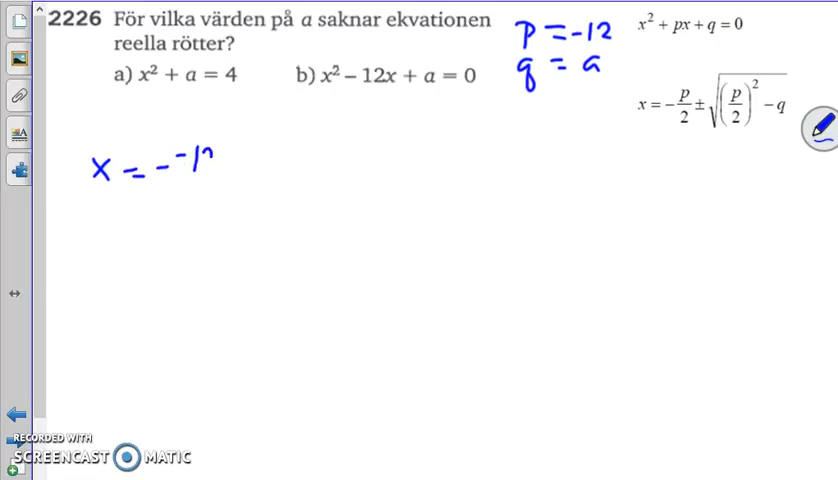 2226 För vilka värden på a saknar ekvationen
reella rötter?
a) x² + a = 4 b) x² – 12x + a = 0
p = -12
q = a
x² + px + q = 0
x = -p/2 ± √((p/2)² - q)
x = - -12
RECORDED WITH
SCREENCAST MATIC